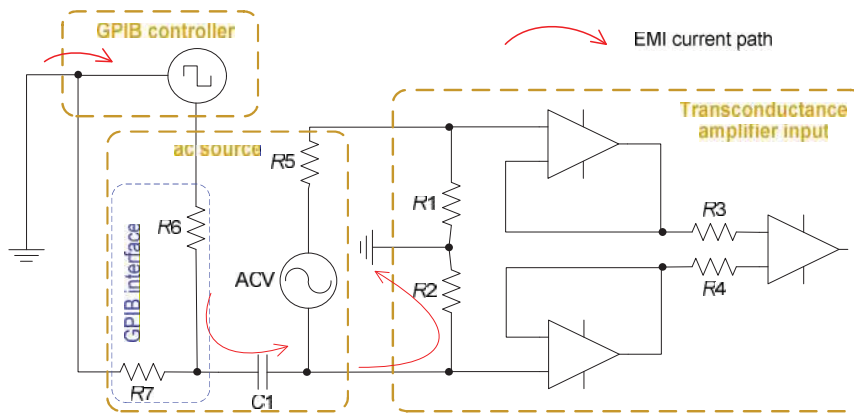 GPIB controller
EMI current path
Transconductance
amplifier input
ac source
R5
R1
R3
R6
GPIB interface
ACV
R2
R4
R7
C1